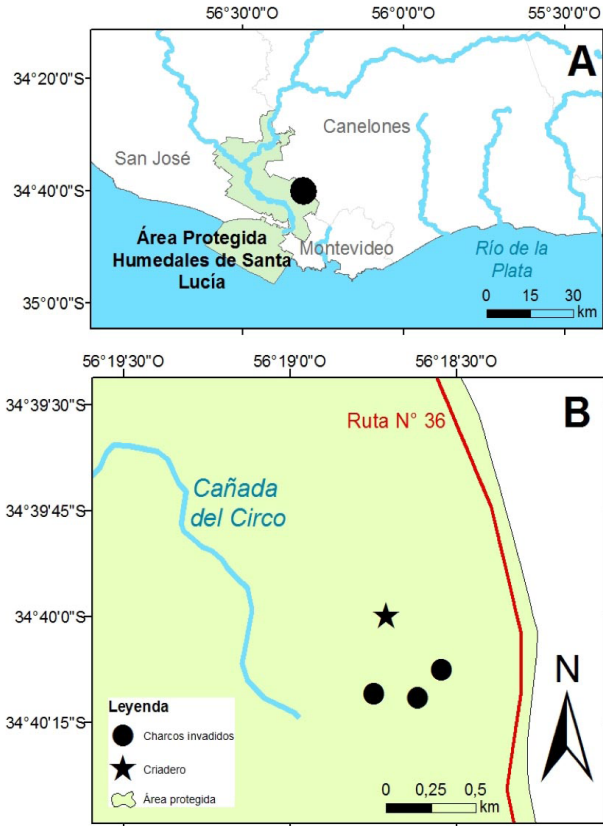 56°30'0"O 56°0'0"O 55°30'0"O
34°20'0"S
A
Canelones
San José
34°40'0"S
Área Protegida
Humedales de Santa
Lucía
Montevideo
Río de la
Plata
35°0'0"S
0 15 30
km
56°19'30"O 56°19'0"O 56°18'30"O
34°39'30"S
B
Ruta N° 36
Cañada
del Circo
34°39'45"S
34°40'0"S
N
34°40'15"S
Leyenda
Charcos invadidos
Criadero
Área protegida
0 0,25 0,5
km